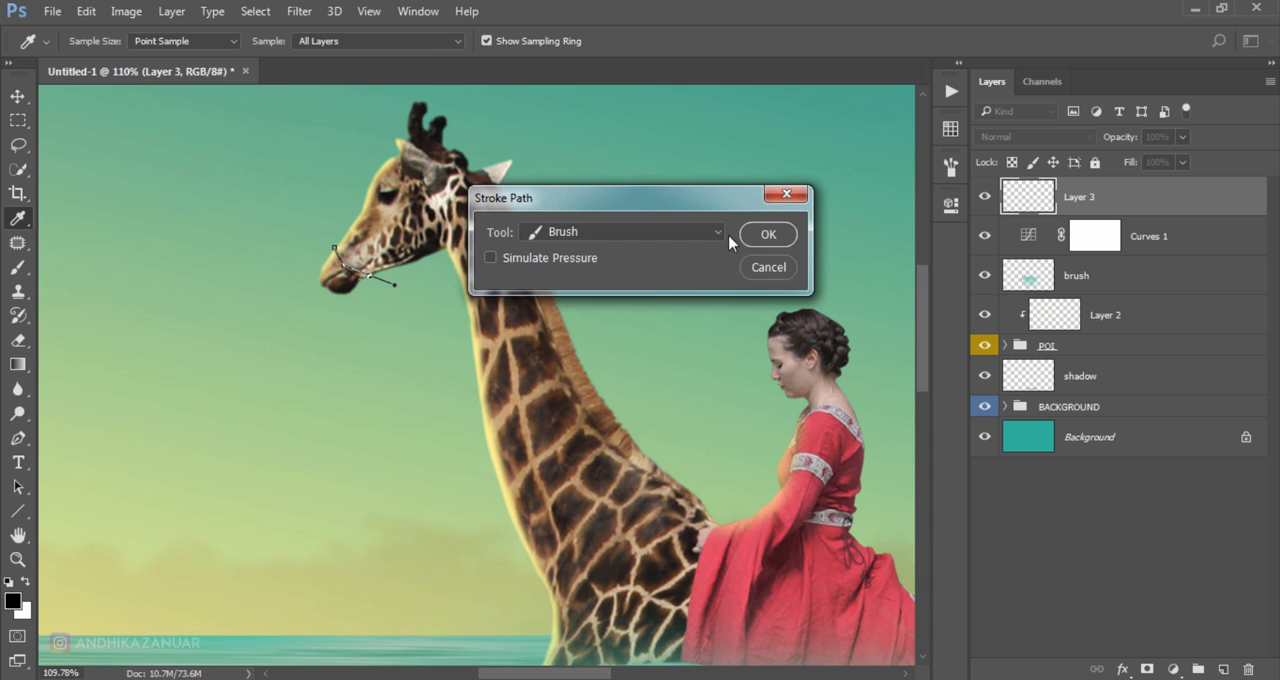 Ps File Edit Image Layer Type Select Filter 3D View Window Help
Sample Size: Point Sample Sample: All Layers Show Sampling Ring
Untitled-1 @ 110% (Layer 3, RGB/8#) * ×
Layers Channels
Kind
Normal Opacity: 100%
Lock: Fill: 100%
Layer 3
Curves 1
brush
Layer 2
POI
shadow
BACKGROUND
Background
Stroke Path
Tool: Brush OK
Simulate Pressure
Cancel
ANDHIKAZANUAR
109.78% Doc: 10.7M/73.6M